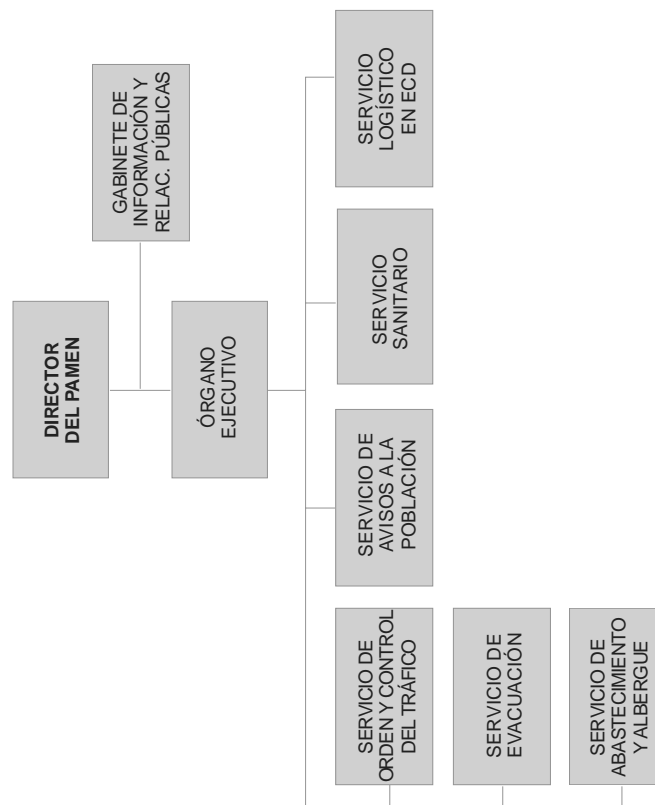 DIRECTOR
DEL PAMEN
GABINETE DE
INFORMACIÓN Y
RELAC. PÚBLICAS
ÓRGANO
EJECUTIVO
SERVICIO DE
ORDEN Y CONTROL
DEL TRÁFICO
SERVICIO DE
AVISOS A LA
POBLACIÓN
SERVICIO
SANITARIO
SERVICIO
LOGÍSTICO
EN ECD
SERVICIO DE
EVACUACIÓN
SERVICIO DE
ABASTECIMIENTO
Y ALBERGUE